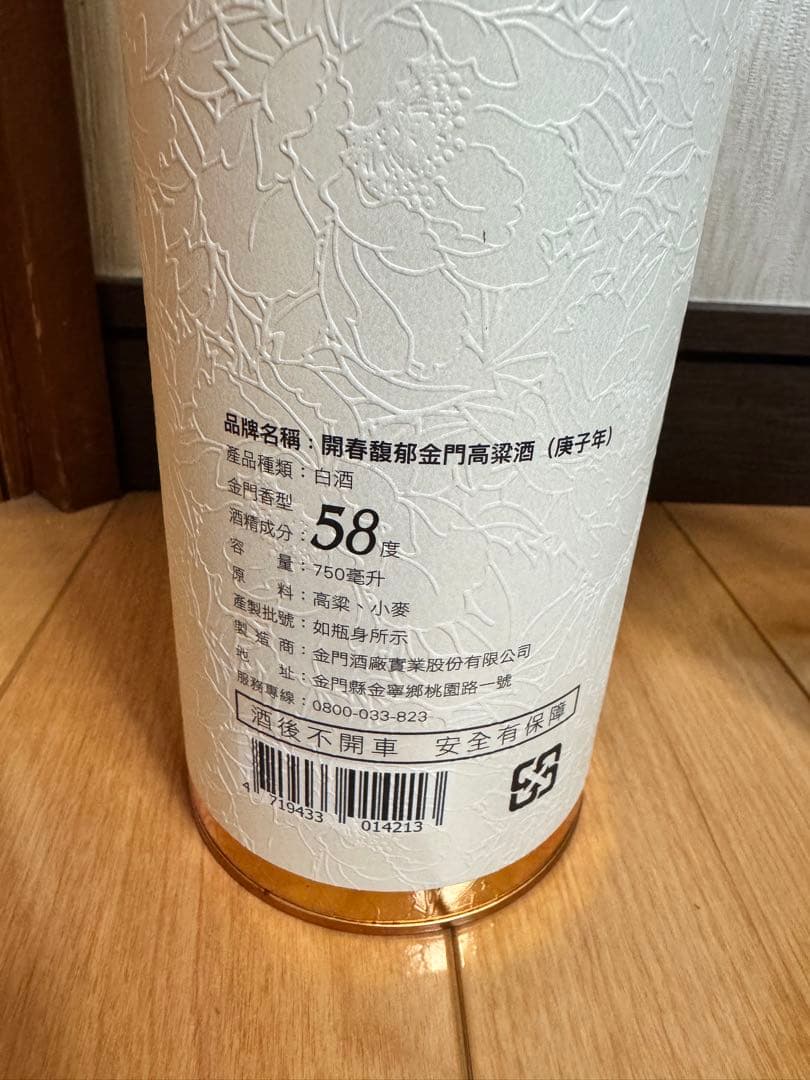 品牌名稱：開春馥郁金門高粱酒（庚子年）
產品種類：白酒
金門香型
酒精成分：58度
容量：750毫升
原料：高粱、小麥
產製批號：如瓶身所示
製造商：金門酒廠實業股份有限公司
地址：金門縣金寧鄉桃園路一號
服務專線：0800-033-823
酒後不開車 安全有保障
4 719433 014213